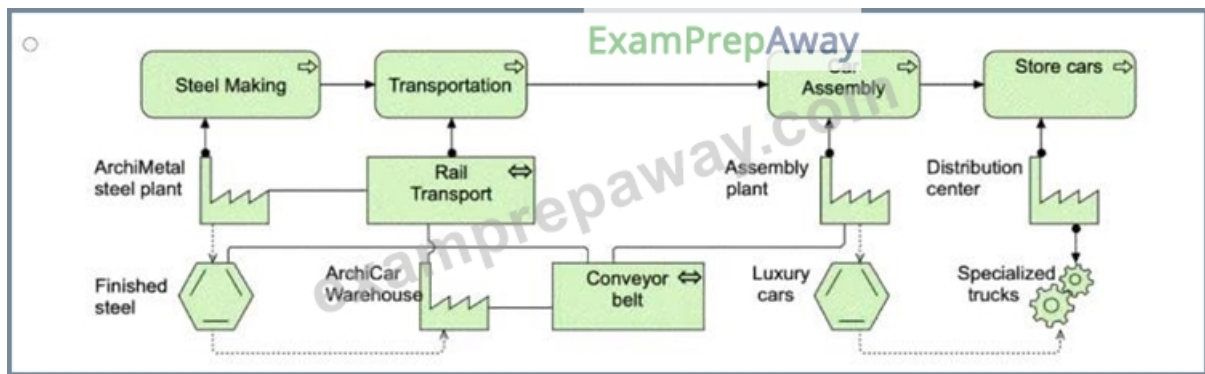 ExamPrepAway
Steel Making
Transportation
Car
Assembly
Store cars
ArchiMetal
steel plant
Rail
Transport
Assembly
plant
Distribution
center
Finished
steel
ArchiCar
Warehouse
Conveyor
belt
Luxury
cars
Specialized
trucks
examprepaway.com